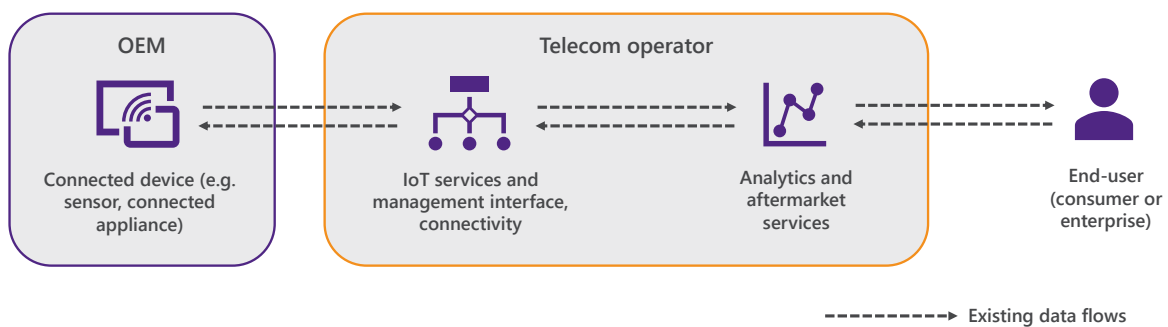 OEM
Telecom operator
Connected device (e.g.
sensor, connected
appliance)
IoT services and
management interface,
connectivity
Analytics and
aftermarket
services
End-user
(consumer or
enterprise)
Existing data flows